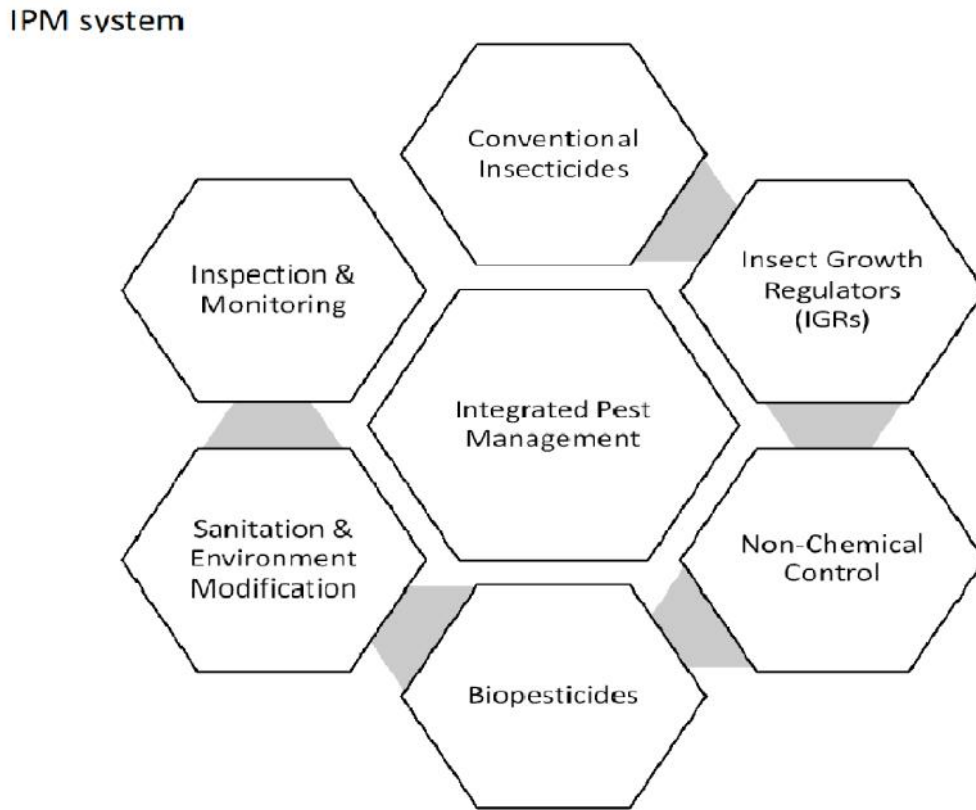 IPM system
Conventional
Insecticides
Inspection &
Monitoring
Insect Growth
Regulators
(IGRs)
Integrated Pest
Management
Sanitation &
Environment
Modification
Non-Chemical
Control
Biopesticides